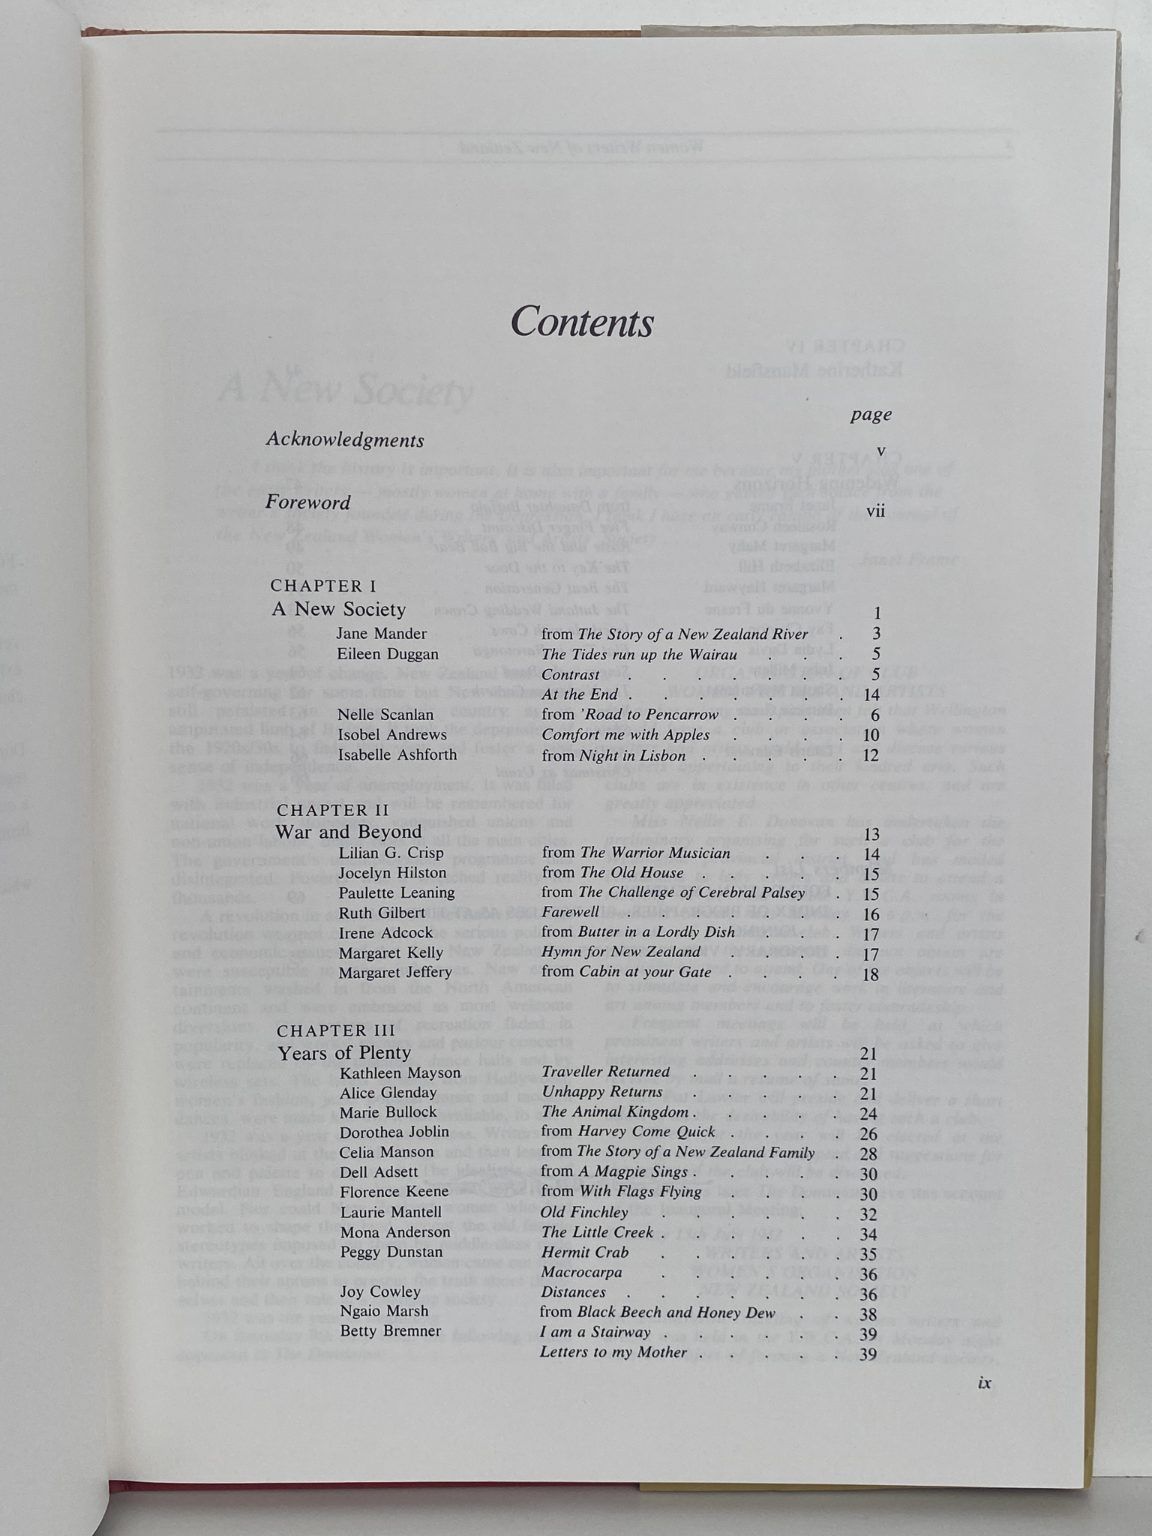 Contents
page
Acknowledgments v
Foreword vii
CHAPTER I
A New Society 1
Jane Mander from The Story of a New Zealand River . 3
Eileen Duggan The Tides run up the Wairau . . . 5
Contrast . . . . . . . 5
At the End . . . . . . . 14
Nelle Scanlan from 'Road to Pencarrow . . . . 6
Isobel Andrews Comfort me with Apples . . . . 10
Isabelle Ashforth from Night in Lisbon . . . . . 12
CHAPTER II
War and Beyond 13
Lilian G. Crisp from The Warrior Musician . . . 14
Jocelyn Hilston from The Old House . . . . . 15
Paulette Leaning from The Challenge of Cerebral Palsey . 15
Ruth Gilbert Farewell . . . . . . . 16
Irene Adcock from Butter in a Lordly Dish . . . 17
Margaret Kelly Hymn for New Zealand . . . . 17
Margaret Jeffery from Cabin at your Gate . . . . 18
CHAPTER III
Years of Plenty 21
Kathleen Mayson Traveller Returned . . . . . 21
Alice Glenday Unhappy Returns . . . . . 21
Marie Bullock The Animal Kingdom . . . . . 24
Dorothea Joblin from Harvey Come Quick . . . . 26
Celia Manson from The Story of a New Zealand Family . 28
Dell Adsett from A Magpie Sings . . . . . 30
Florence Keene from With Flags Flying . . . . 30
Laurie Mantell Old Finchley . . . . . . 32
Mona Anderson The Little Creek . . . . . . 34
Peggy Dunstan Hermit Crab . . . . . . 35
Macrocarpa . . . . . . 36
Joy Cowley Distances . . . . . . . 36
Ngaio Marsh from Black Beech and Honey Dew . . 38
Betty Bremner I am a Stairway . . . . . . 39
Letters to my Mother . . . . . 39
ix